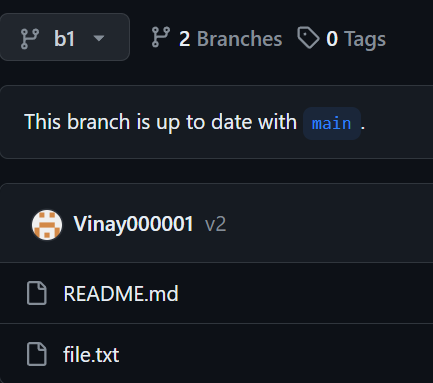 b1 2 Branches 0 Tags
This branch is up to date with main.
Vinay000001 v2
README.md
file.txt